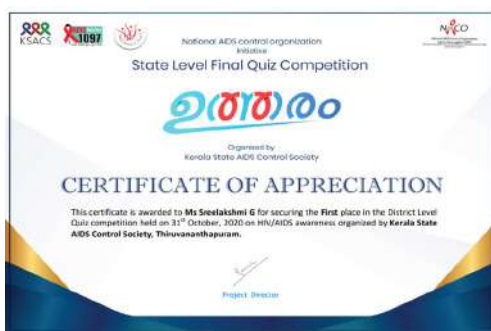 KSACS
1097
NACO
National AIDS control organization
Initiative
State Level Final Quiz Competition
ഉത്തരം
Organised by
Kerala State AIDS Control Society
CERTIFICATE OF APPRECIATION
This certificate is awarded to Ms Sreelakshmi G for securing the First place in the District Level
Quiz competition held on 31st October, 2020 on HIV/AIDS awareness organized by Kerala State
AIDS Control Society, Thiruvananthapuram.
Project Director